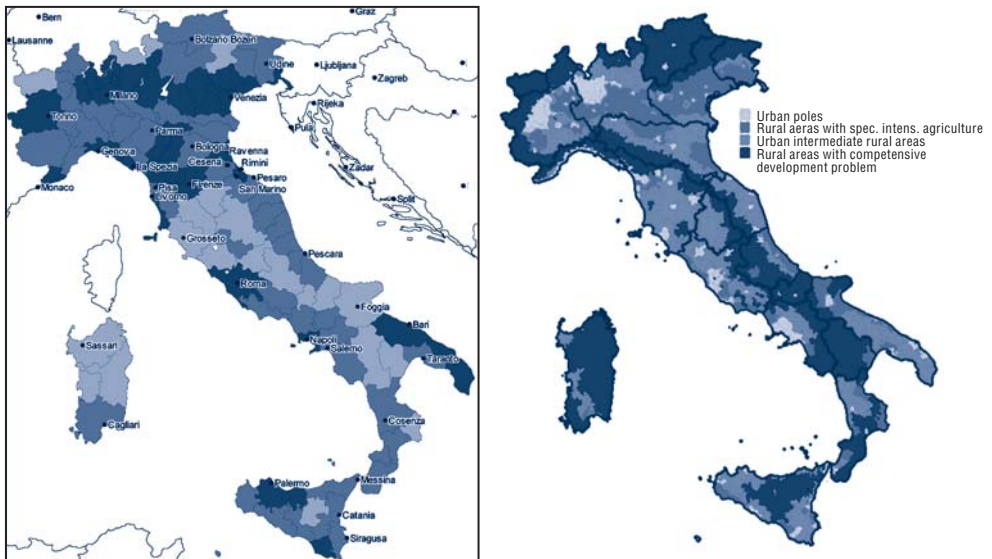 Bern
Graz
Lausanne
Bolzano Bozen
Udine
Ljubljana
Zagreb
Milano
Venezia
Torino
Rijeka
Pula
Parma
Genova
Bologna
Ravenna
Cesena
Rimini
La Spezia
Zadar
Pesaro
Monaco
Pisa
Firenze
San Marino
Livorno
Split
Grosseto
Pescara
Roma
Foggia
Bari
Napoli
Salerno
Sassari
Taranto
Cagliari
Cosenza
Palermo
Messina
Catania
Siragusa
Urban poles
Rural aeras with spec. intens. agriculture
Urban intermediate rural areas
Rural areas with competensive
development problem